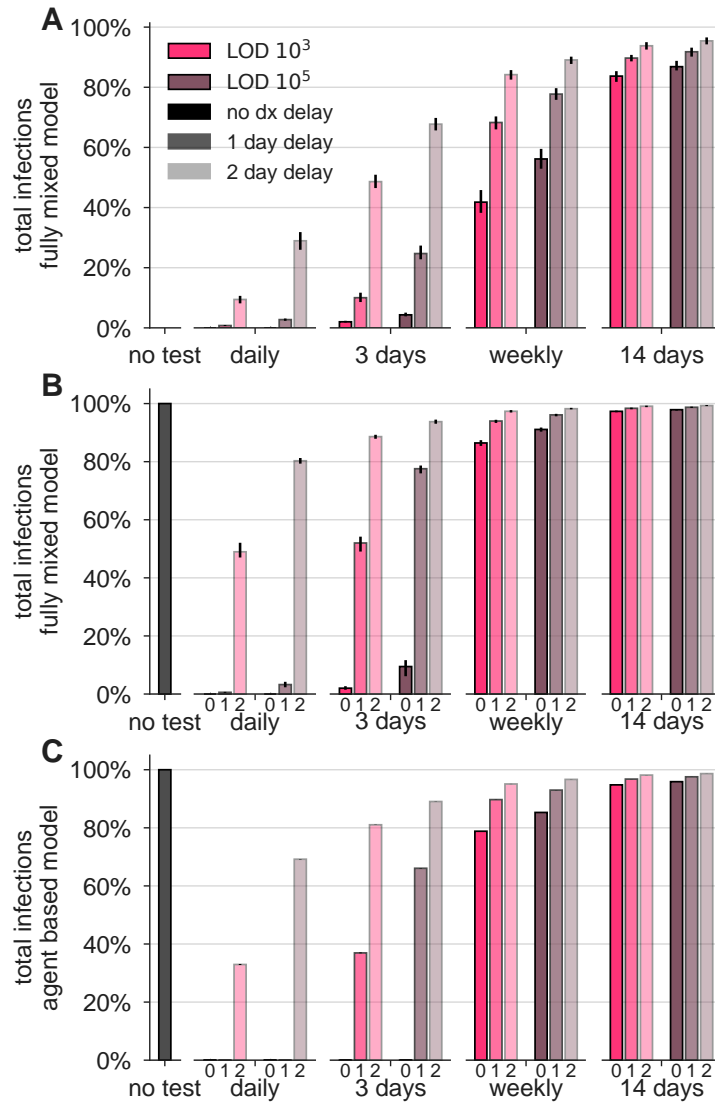 A
total infections
fully mixed model
100%
80%
60%
40%
20%
0%
LOD 10³
LOD 10⁵
no dx delay
1 day delay
2 day delay
no test
daily
3 days
weekly
14 days
B
total infections
fully mixed model
100%
80%
60%
40%
20%
0%
0 1 2 0 1 2 0 1 2 0 1 2 0 1 2 0 1 2 0 1 2 0 1 2
no test
daily
3 days
weekly
14 days
C
total infections
agent based model
100%
80%
60%
40%
20%
0%
0 1 2 0 1 2 0 1 2 0 1 2 0 1 2 0 1 2 0 1 2 0 1 2
no test
daily
3 days
weekly
14 days